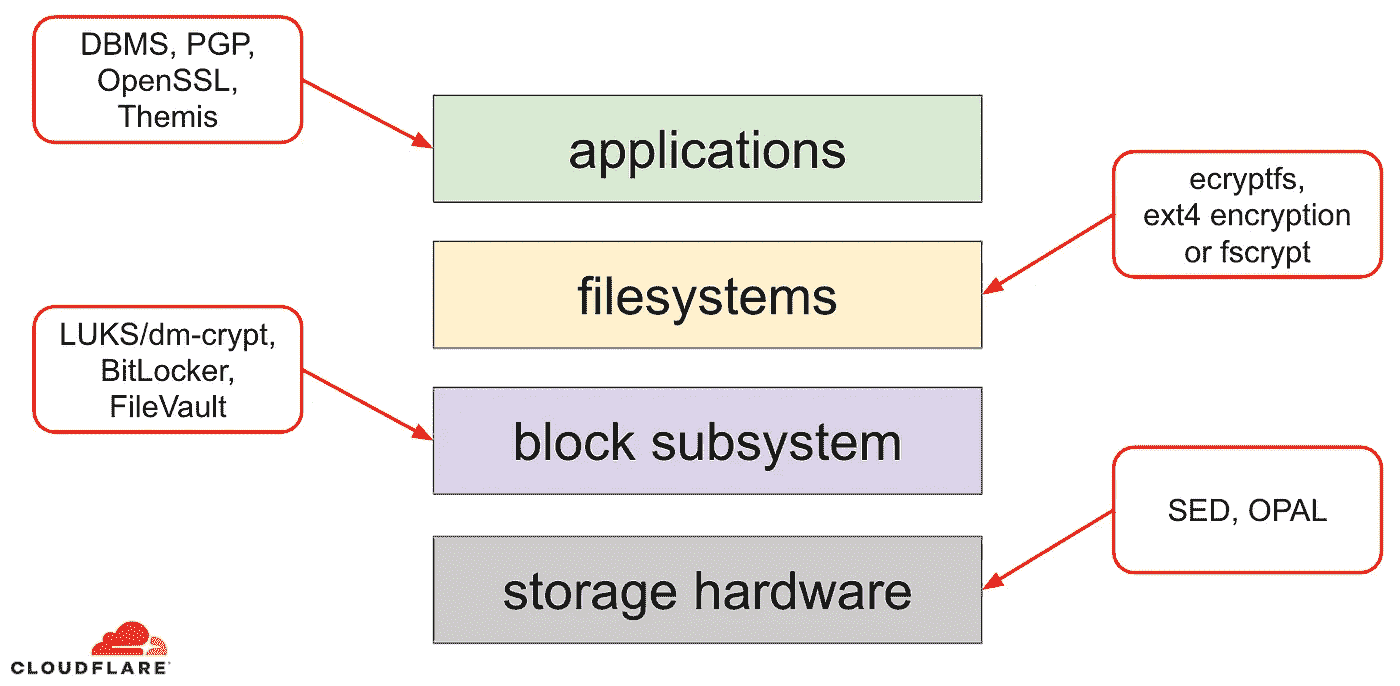 DBMS, PGP,
OpenSSL,
Themis
applications
ecryptfs,
ext4 encryption
or fscrypt
filesystems
LUKS/dm-crypt,
BitLocker,
FileVault
block subsystem
SED, OPAL
storage hardware
CLOUDFLARE